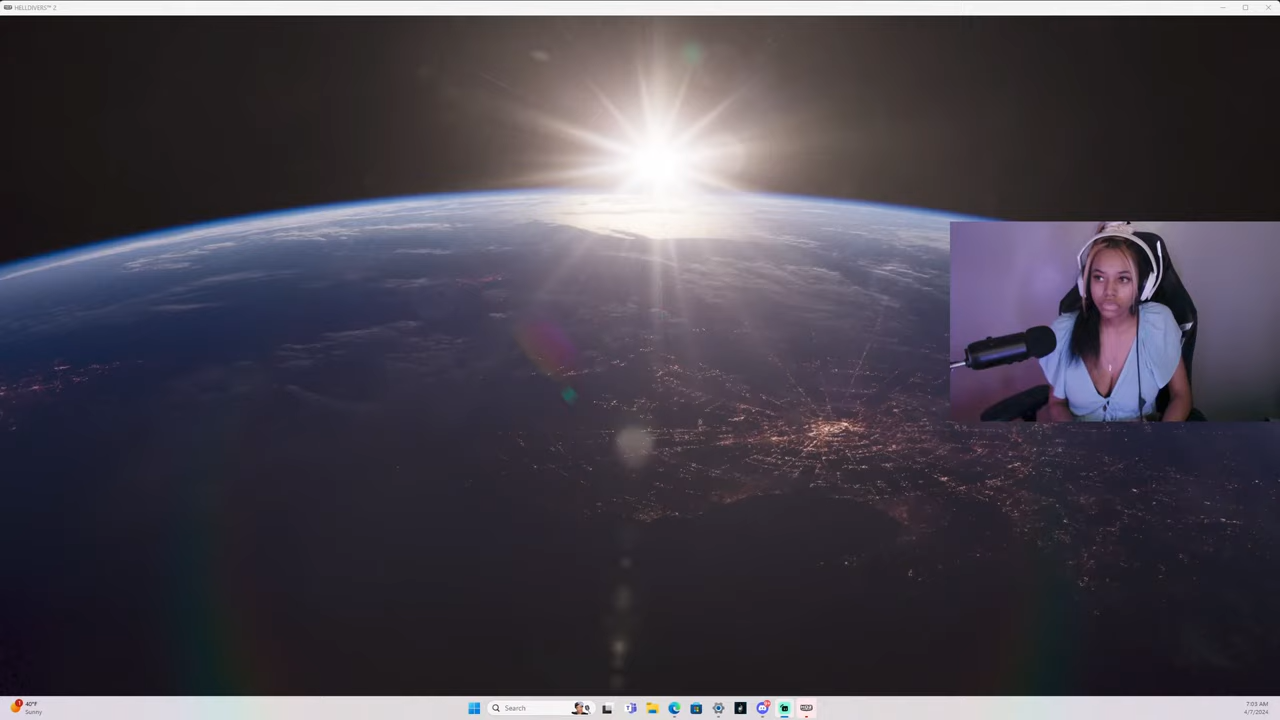 HELLDIVERS™ 2
40°F
Sunny
Search
7:03 AM
4/7/2024